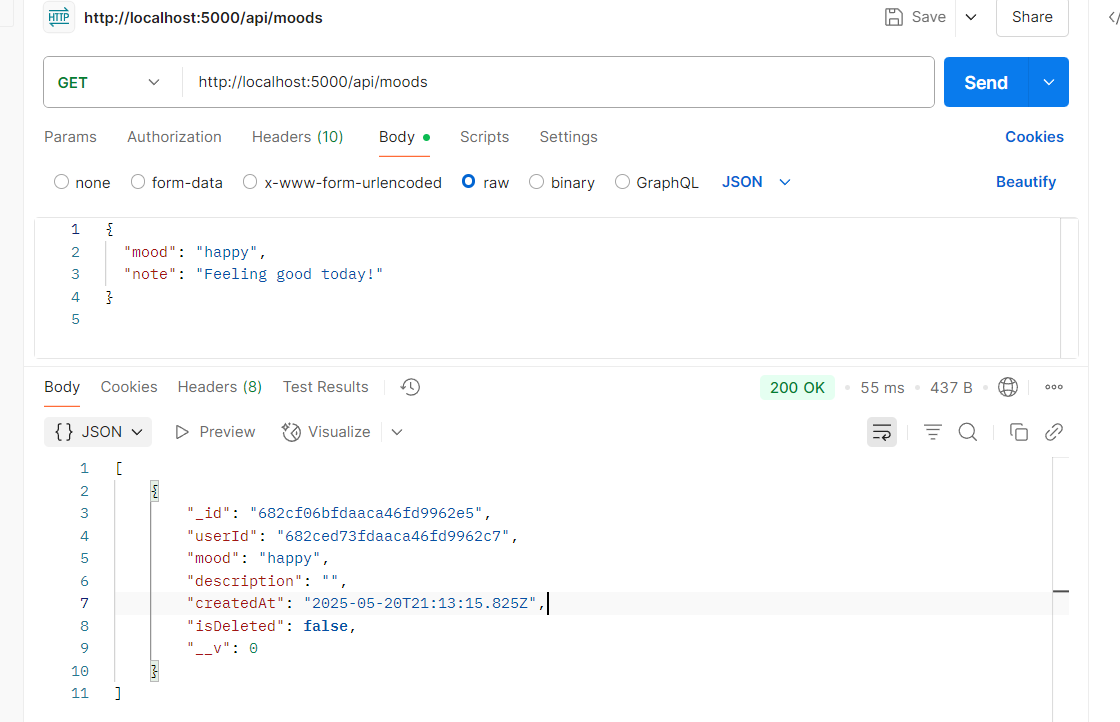 HTTP http://localhost:5000/api/moods Save Share </
GET http://localhost:5000/api/moods Send
Params Authorization Headers (10) Body Scripts Settings Cookies
none form-data x-www-form-urlencoded raw binary GraphQL JSON Beautify
1 {
2 "mood": "happy",
3 "note": "Feeling good today!"
4 }
5
Body Cookies Headers (8) Test Results 200 OK • 55 ms • 437 B •
{} JSON Preview Visualize
1 [
2 {
3 "_id": "682cf06bfdaaca46fd9962e5",
4 "userId": "682ced73fdaaca46fd9962c7",
5 "mood": "happy",
6 "description": "",
7 "createdAt": "2025-05-20T21:13:15.825Z",
8 "isDeleted": false,
9 "__v": 0
10 }
11 ]